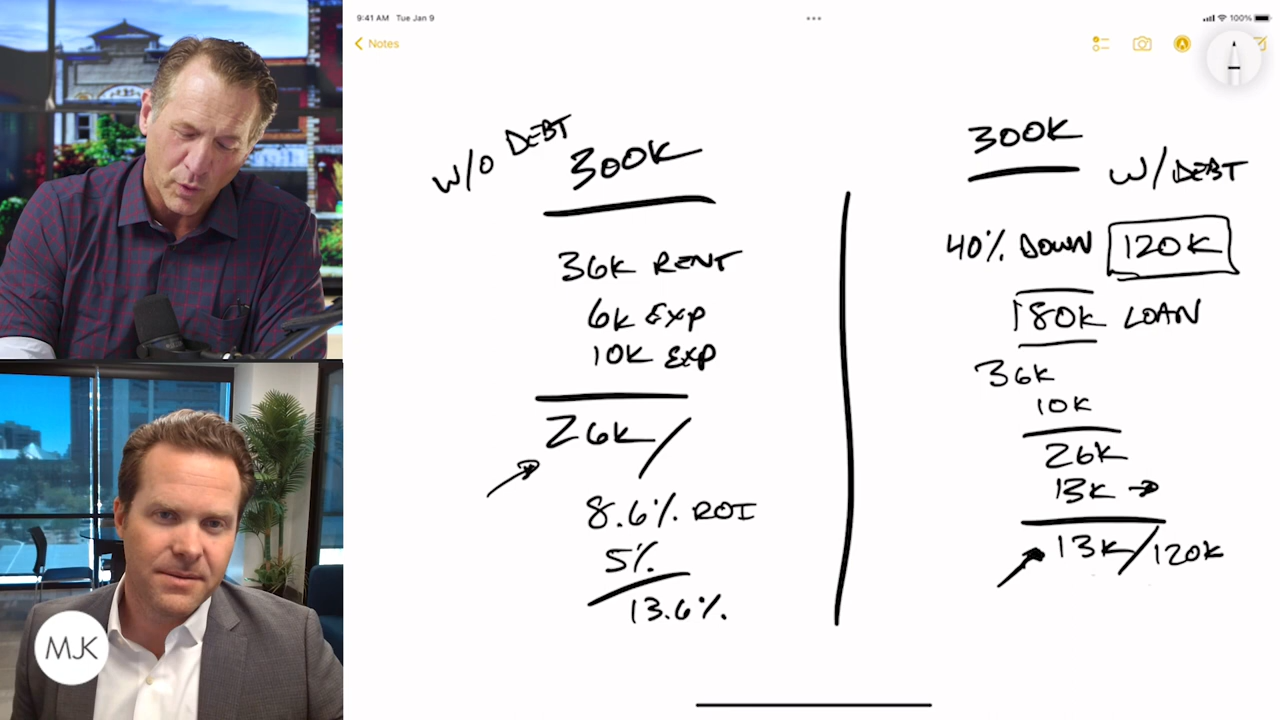 9:41 AM Tue Jan 9
100%
Notes
W/O DEBT
300K
36K RENT
6K EXP
10K EXP
26K/
8.6% ROI
5%
13.6%
300K
W/DEBT
40% DOWN 120K
180K LOAN
36K
10K
26K
13K →
13K/120K
MJK